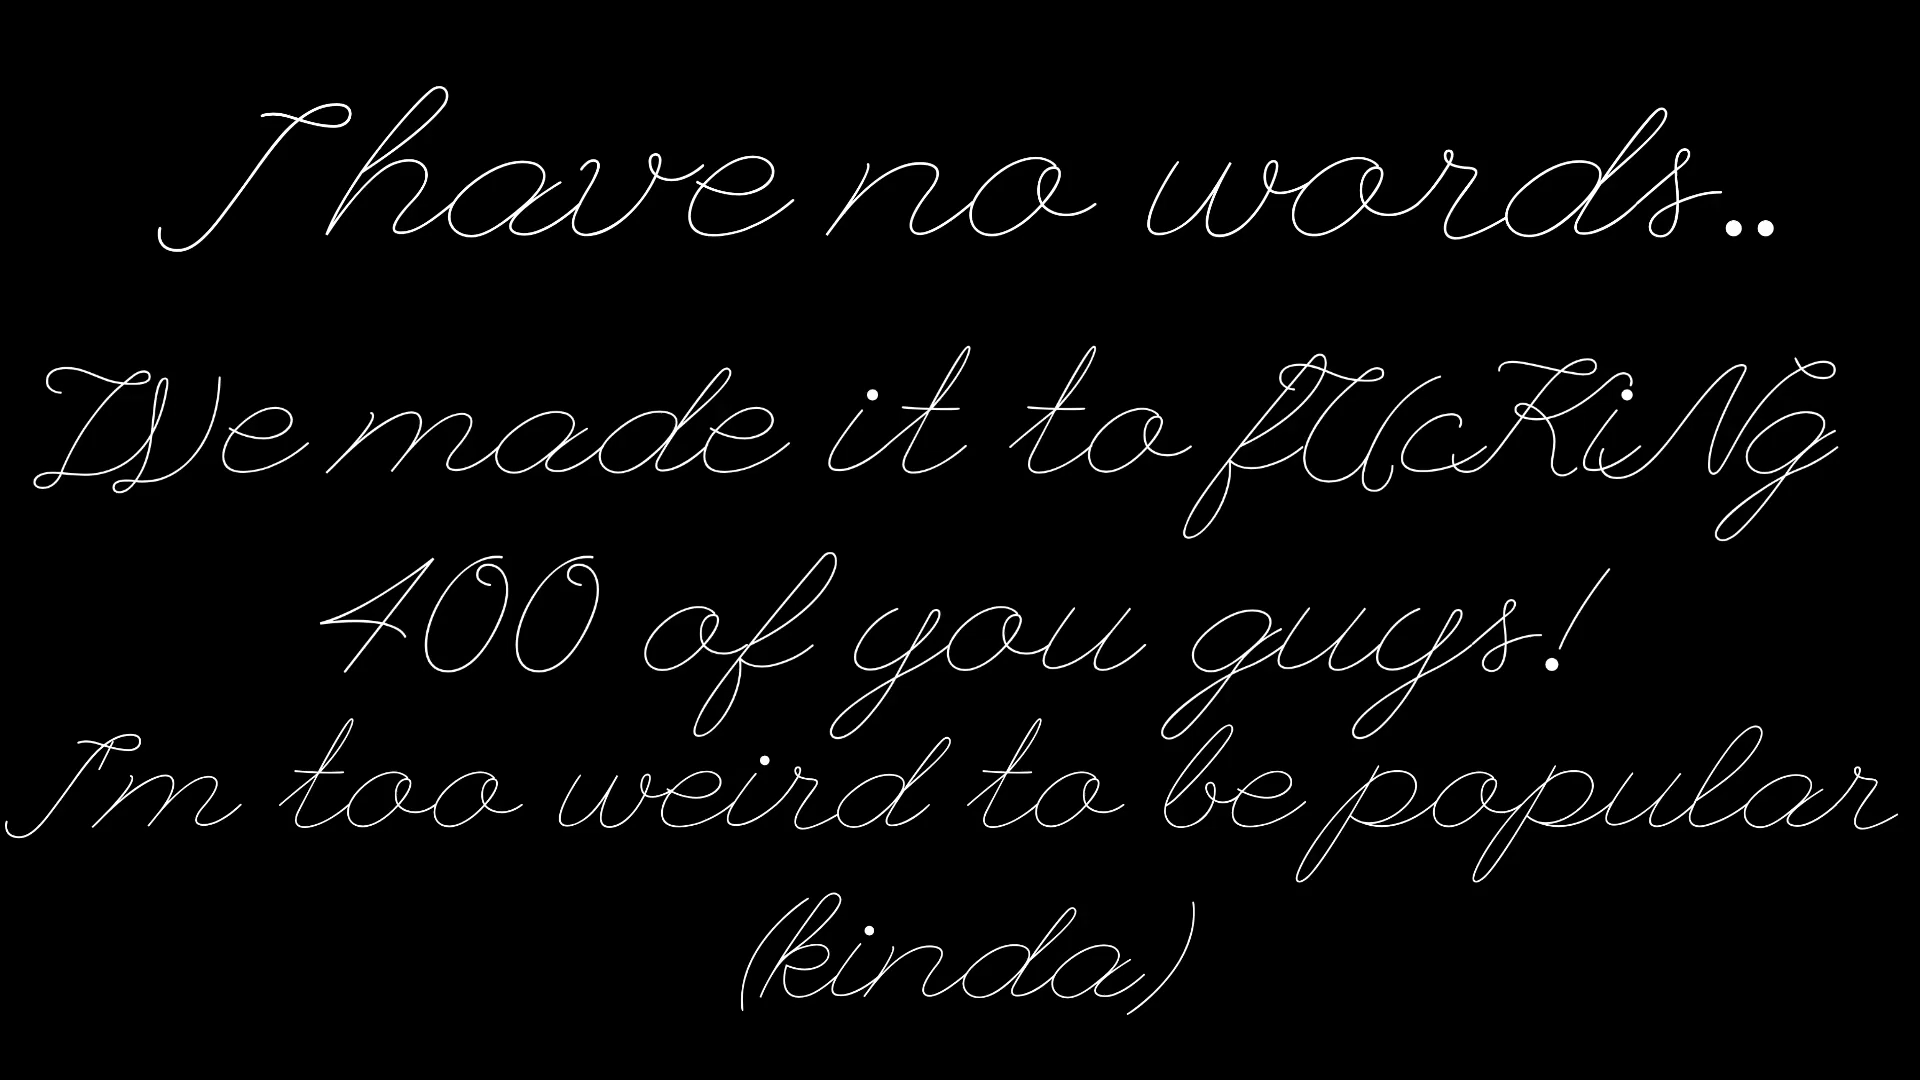 I have no words..
We made it to fUcKiNg
400 of you guys!
I'm too weird to be popular
(kinda)